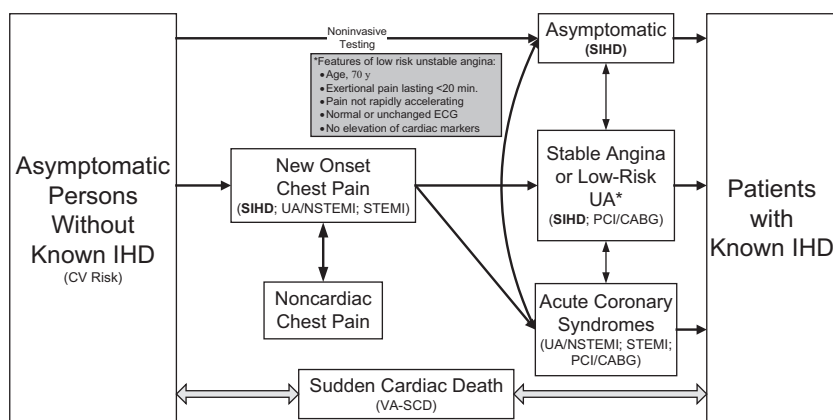 Asymptomatic
Persons
Without
Known IHD
(CV Risk)
Noninvasive
Testing
*Features of low risk unstable angina:
•Age, 70 y
•Exertional pain lasting <20 min.
•Pain not rapidly accelerating
•Normal or unchanged ECG
•No elevation of cardiac markers
New Onset
Chest Pain
(SIHD; UA/NSTEMI; STEMI)
Noncardiac
Chest Pain
Asymptomatic
(SIHD)
Stable Angina
or Low-Risk
UA*
(SIHD; PCI/CABG)
Acute Coronary
Syndromes
(UA/NSTEMI; STEMI;
PCI/CABG)
Sudden Cardiac Death
(VA-SCD)
Patients
with
Known IHD